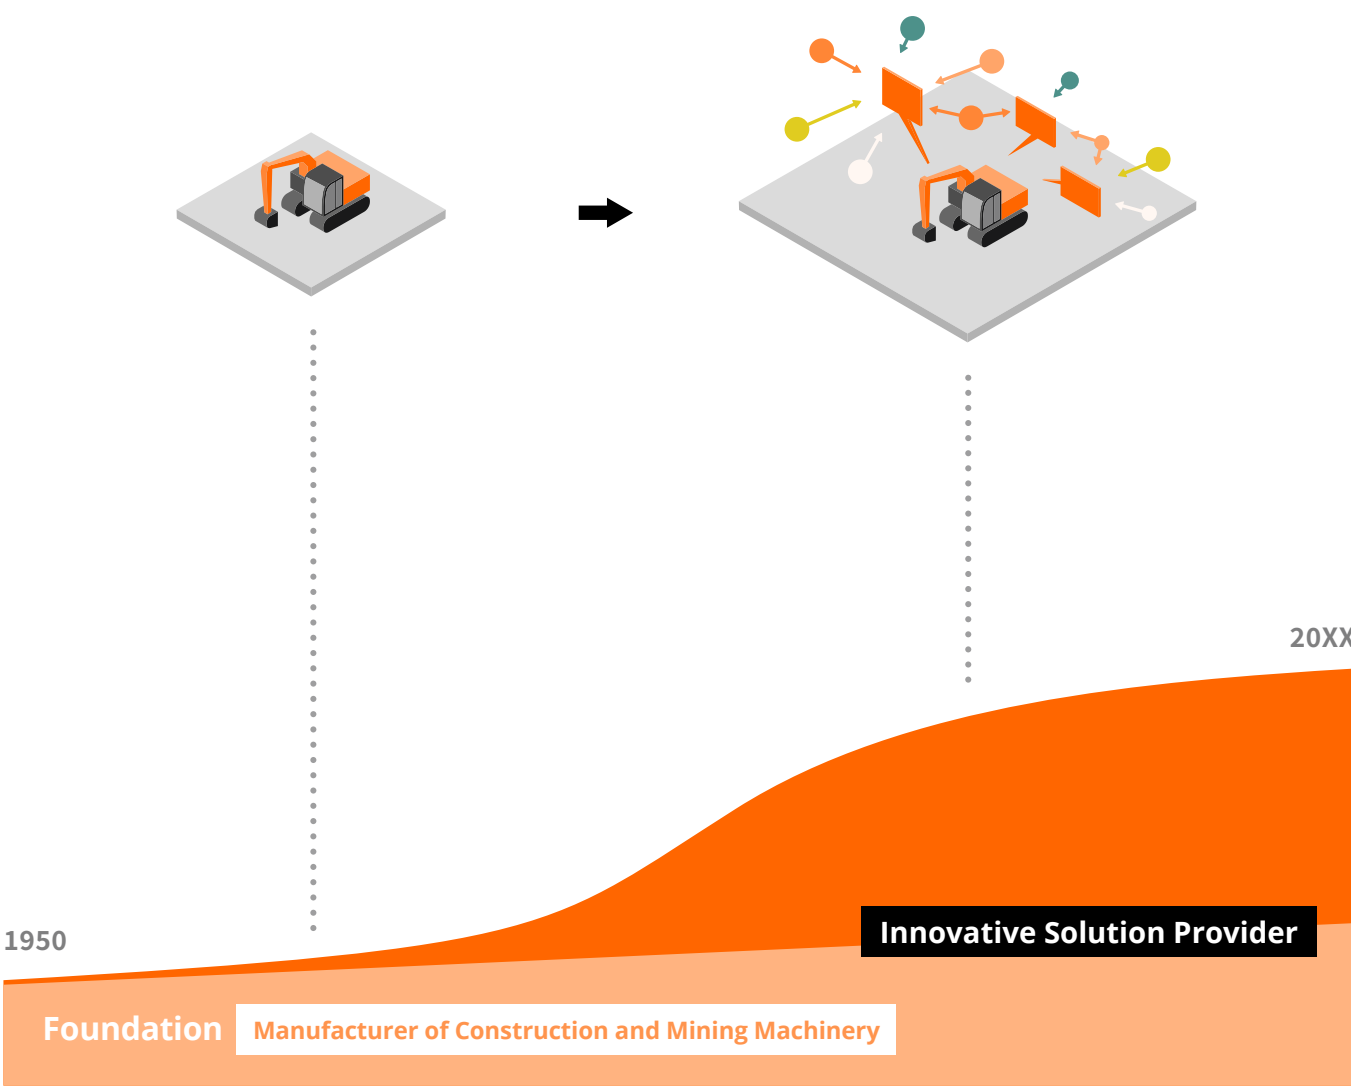 20XX
1950
Innovative Solution Provider
Foundation
Manufacturer of Construction and Mining Machinery